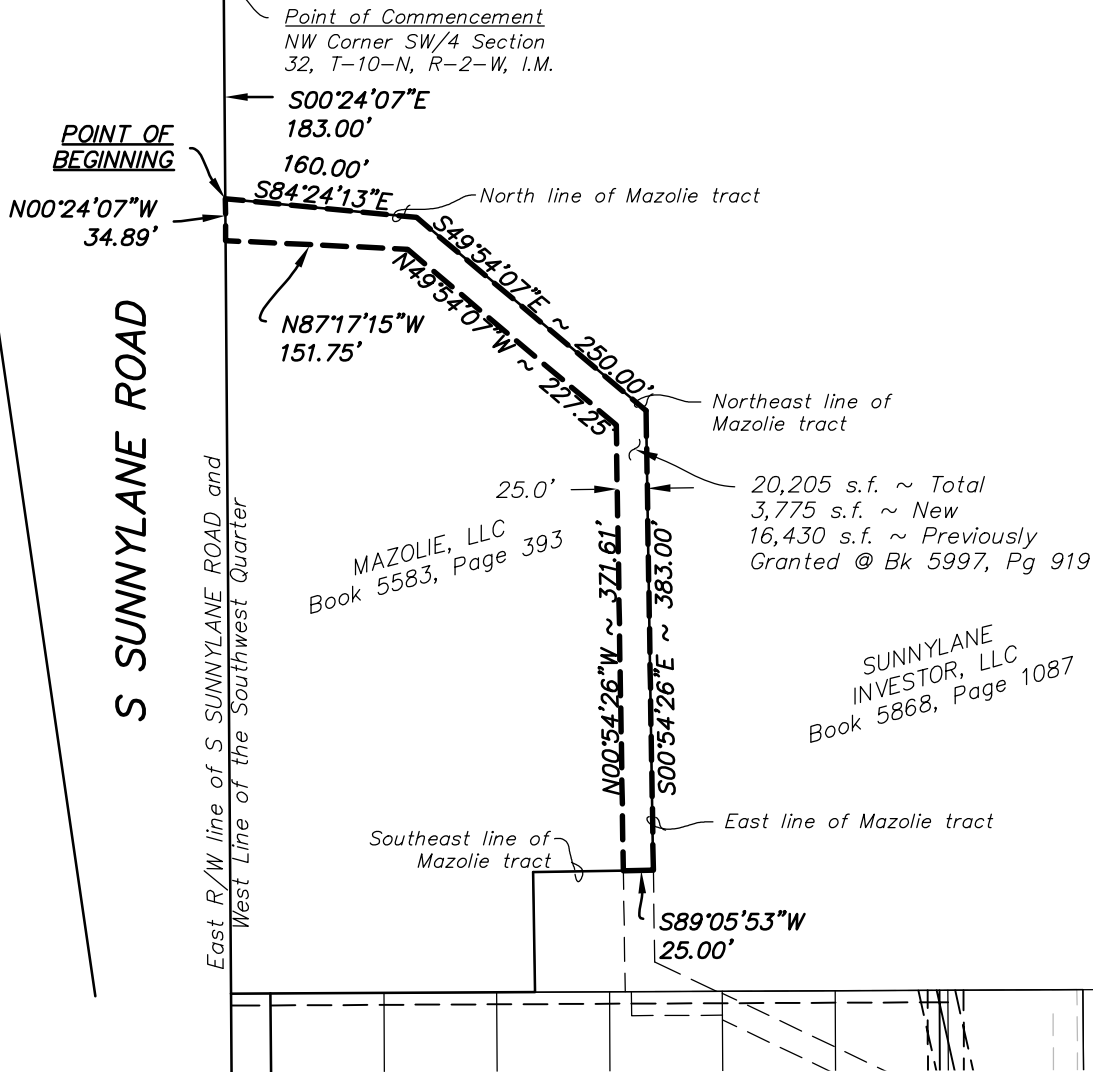 Point of Commencement
NW Corner SW/4 Section
32, T-10-N, R-2-W, I.M.
S00°24'07"E
183.00'
POINT OF
BEGINNING
160.00'
S84°24'13"E
North line of Mazolie tract
N00°24'07"W
34.89'
S49°54'07"E ~ 250.00'
N49°54'07"W ~ 227.25'
N87°17'15"W
151.75'
Northeast line of
Mazolie tract
S SUNNYLANE ROAD
25.0'
20,205 s.f. ~ Total
3,775 s.f. ~ New
16,430 s.f. ~ Previously
Granted @ Bk 5997, Pg 919
MAZOLIE, LLC
Book 5583, Page 393
N00°54'26"W ~ 371.61'
S00°54'26"E ~ 383.00'
SUNNYLANE
INVESTOR, LLC
Book 5868, Page 1087
East R/W line of S SUNNYLANE ROAD and
West Line of the Southwest Quarter
East line of Mazolie tract
Southeast line of
Mazolie tract
S89°05'53"W
25.00'